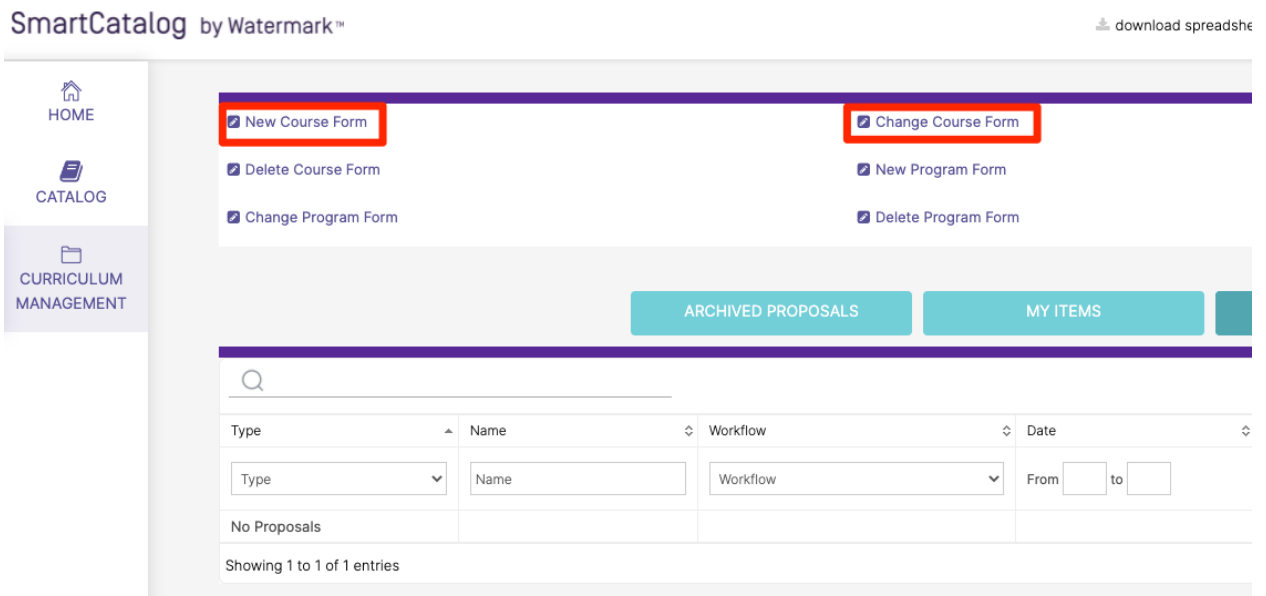 SmartCatalog by Watermark™
download spreadshe
HOME
CATALOG
CURRICULUM
MANAGEMENT
New Course Form
Change Course Form
Delete Course Form
New Program Form
Change Program Form
Delete Program Form
ARCHIVED PROPOSALS
MY ITEMS
Type
Name
Workflow
Date
Type
Name
Workflow
From to
No Proposals
Showing 1 to 1 of 1 entries